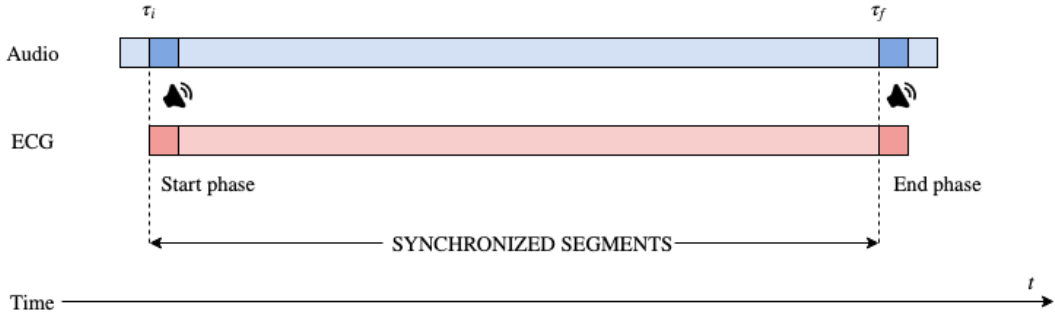 τi τf
Audio
ECG
Start phase End phase
SYNCHRONIZED SEGMENTS
t
Time